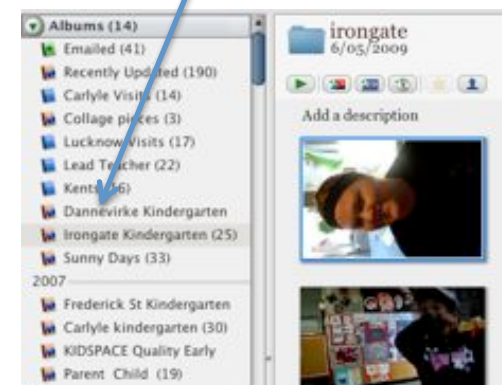 Albums (14)
Emailed (41)
Recently Updated (190)
Carlyle Visits (14)
Collage pieces (3)
Lucknow Visits (17)
Lead Teacher (22)
Kents (16)
Dannevirke Kindergarten
Irongate Kindergarten (25)
Sunny Days (33)
2007
Frederick St Kindergarten
Carlyle kindergarten (30)
KIDSPACE Quality Early
Parent Child (19)
irongate
6/05/2009
Add a description